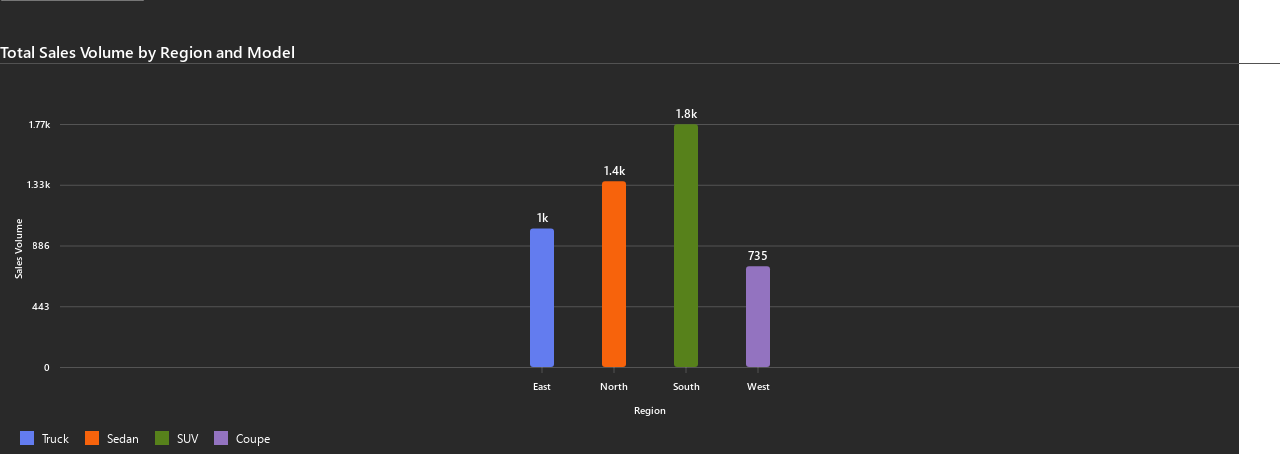 Total Sales Volume by Region and Model
1.8k
1.77k
1.4k
1.33k
1k
886
735
443
0
Sales Volume
East North South West
Region
Truck Sedan SUV Coupe